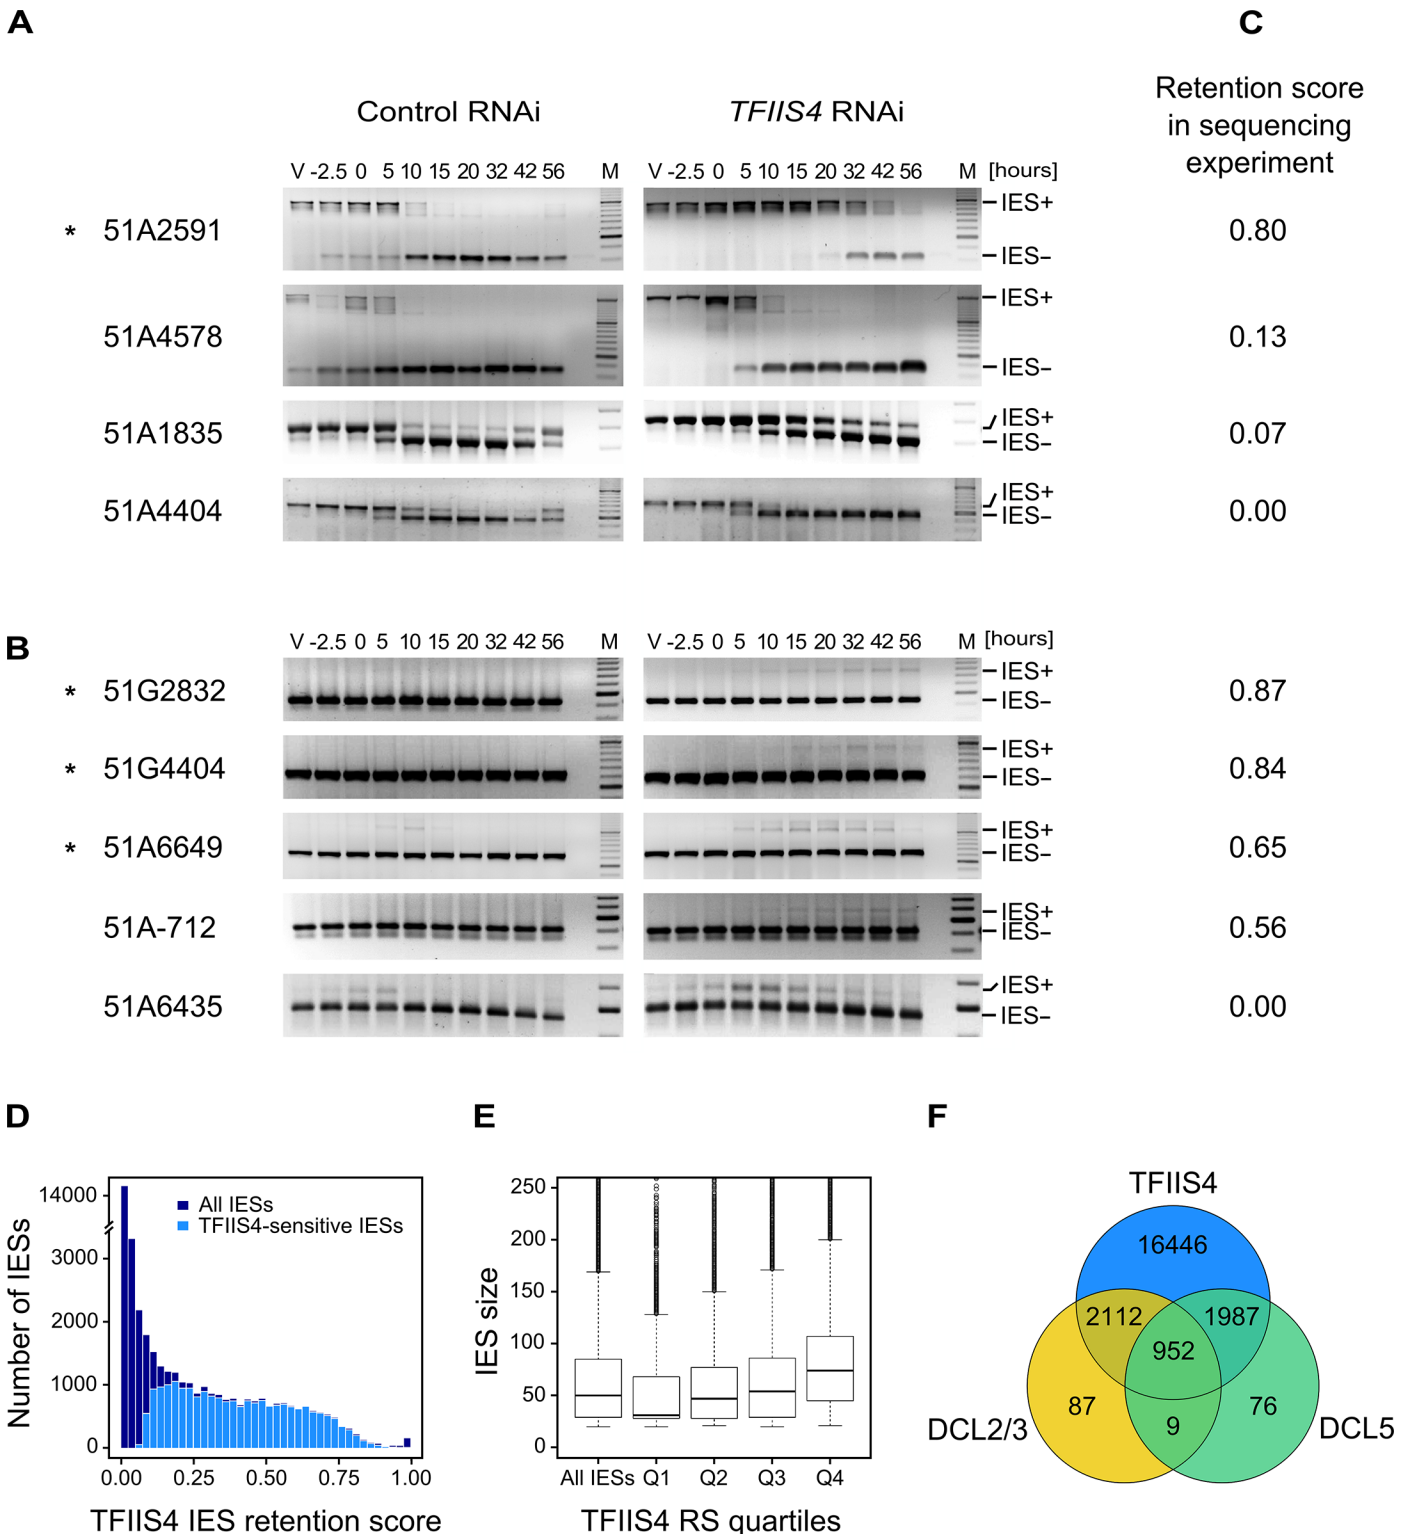 A
C
Control RNAi
TFIIS4 RNAi
Retention score
in sequencing
experiment
V -2.5 0 5 10 15 20 32 42 56 M
V -2.5 0 5 10 15 20 32 42 56 M [hours]
* 51A2591
IES+
IES–
0.80
51A4578
IES+
IES–
0.13
51A1835
IES+
IES–
0.07
51A4404
IES+
IES–
0.00
B
V -2.5 0 5 10 15 20 32 42 56 M
V -2.5 0 5 10 15 20 32 42 56 M [hours]
* 51G2832
IES+
IES–
0.87
* 51G4404
IES+
IES–
0.84
* 51A6649
IES+
IES–
0.65
51A-712
IES+
IES–
0.56
51A6435
IES+
IES–
0.00
D
Number of IESs
14000
3000
2000
1000
0
All IESs
TFIIS4-sensitive IESs
0.00 0.25 0.50 0.75 1.00
TFIIS4 IES retention score
E
IES size
250
200
150
100
50
0
All IESs Q1 Q2 Q3 Q4
TFIIS4 RS quartiles
F
TFIIS4
16446
2112
1987
952
87
9
76
DCL2/3
DCL5